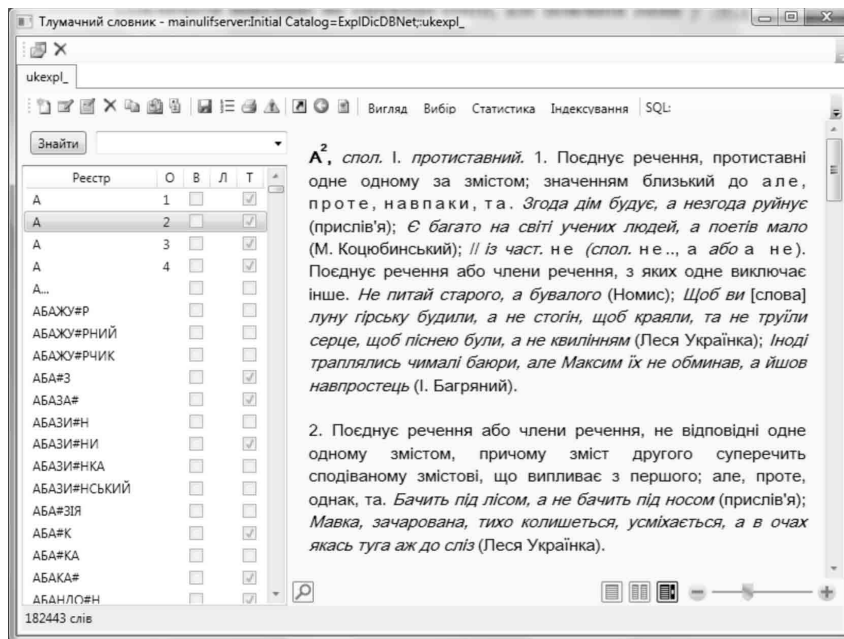 Тлумачний словник - mainulifserver:Initial Catalog=ExplDicDBNet;:ukexpl_
ukexpl_
Вигляд Вибір Статистика Індексування SQL:
Знайти
Реєстр О В Л Т
А 1
А 2
А 3
А 4
А...
АБАЖУ#Р
АБАЖУ#РНИЙ
АБАЖУ#РЧИК
АБА#З
АБАЗА#
АБАЗИ#Н
АБАЗИ#НИ
АБАЗИ#НКА
АБАЗИ#НСЬКИЙ
АБА#ЗІЯ
АБА#К
АБА#КА
АБАКА#
АБАНДО#Н
А², спол. І. протиставний. 1. Поєднує речення, протиставні
одне одному за змістом; значенням близький до але,
проте, навпаки, та. Згода дім будує, а незгода руйнує
(прислів'я); Є багато на світі учених людей, а поетів мало
(М. Коцюбинський); // із част. не (спол. не.., а або а не).
Поєднує речення або члени речення, з яких одне виключає
інше. Не питай старого, а бувалого (Номис); Щоб ви [слова]
луну гірську будили, а не стогін, щоб краяли, та не труїли
серце, щоб піснею були, а не квилінням (Леся Українка); Іноді
траплялись чималі баюри, але Максим їх не обминав, а йшов
навпростець (І. Багряний).
2. Поєднує речення або члени речення, не відповідні одне
одному змістом, причому зміст другого суперечить
сподіваному змістові, що випливає з першого; але, проте,
однак, та. Бачить під лісом, а не бачить під носом (прислів'я);
Мавка, зачарована, тихо колишеться, усміхається, а в очах
якась туга аж до сліз (Леся Українка).
182443 слів